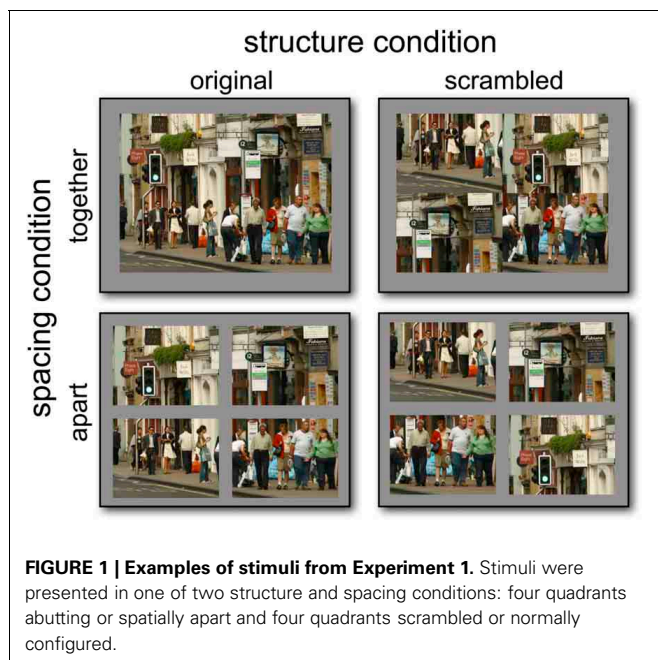 structure condition
original
scrambled
spacing condition
together
apart
FIGURE 1 | Examples of stimuli from Experiment 1. Stimuli were
presented in one of two structure and spacing conditions: four quadrants
abutting or spatially apart and four quadrants scrambled or normally
configured.